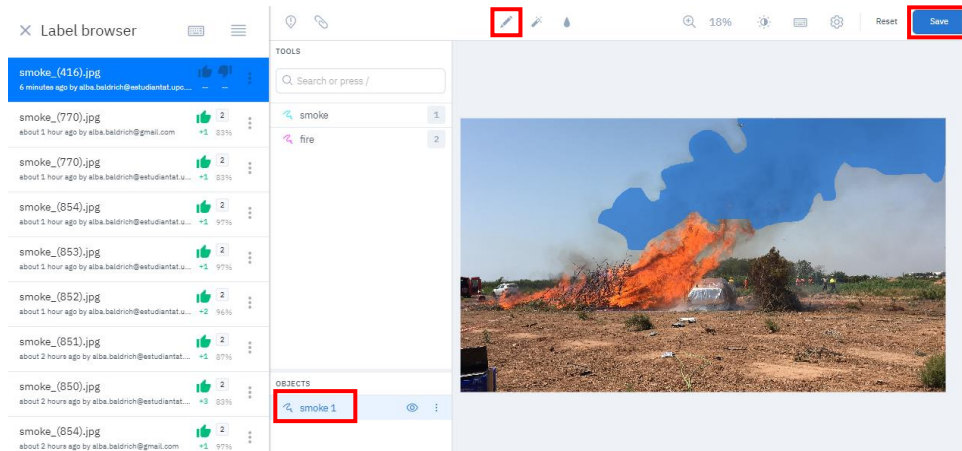 Label browser
18%
Reset
Save
TOOLS
Search or press /
smoke 1
fire 2
smoke_(416).jpg
6 minutes ago by alba.baldrich@estudiantat.upc.... -- --
smoke_(770).jpg 2
about 1 hour ago by alba.baldrich@gmail.com +1 83%
smoke_(770).jpg 2
about 1 hour ago by alba.baldrich@estudiantat.u... +1 83%
smoke_(854).jpg 2
about 1 hour ago by alba.baldrich@estudiantat.u... +1 97%
smoke_(853).jpg 2
about 1 hour ago by alba.baldrich@estudiantat.u... +1 97%
smoke_(852).jpg 2
about 1 hour ago by alba.baldrich@estudiantat.u... +2 96%
smoke_(851).jpg 2
about 2 hours ago by alba.baldrich@estudiantat.... +1 87%
smoke_(850).jpg 2
about 2 hours ago by alba.baldrich@estudiantat.... +3 83%
smoke_(854).jpg 2
about 2 hours ago by alba.baldrich@gmail.com +1 97%
OBJECTS
smoke 1